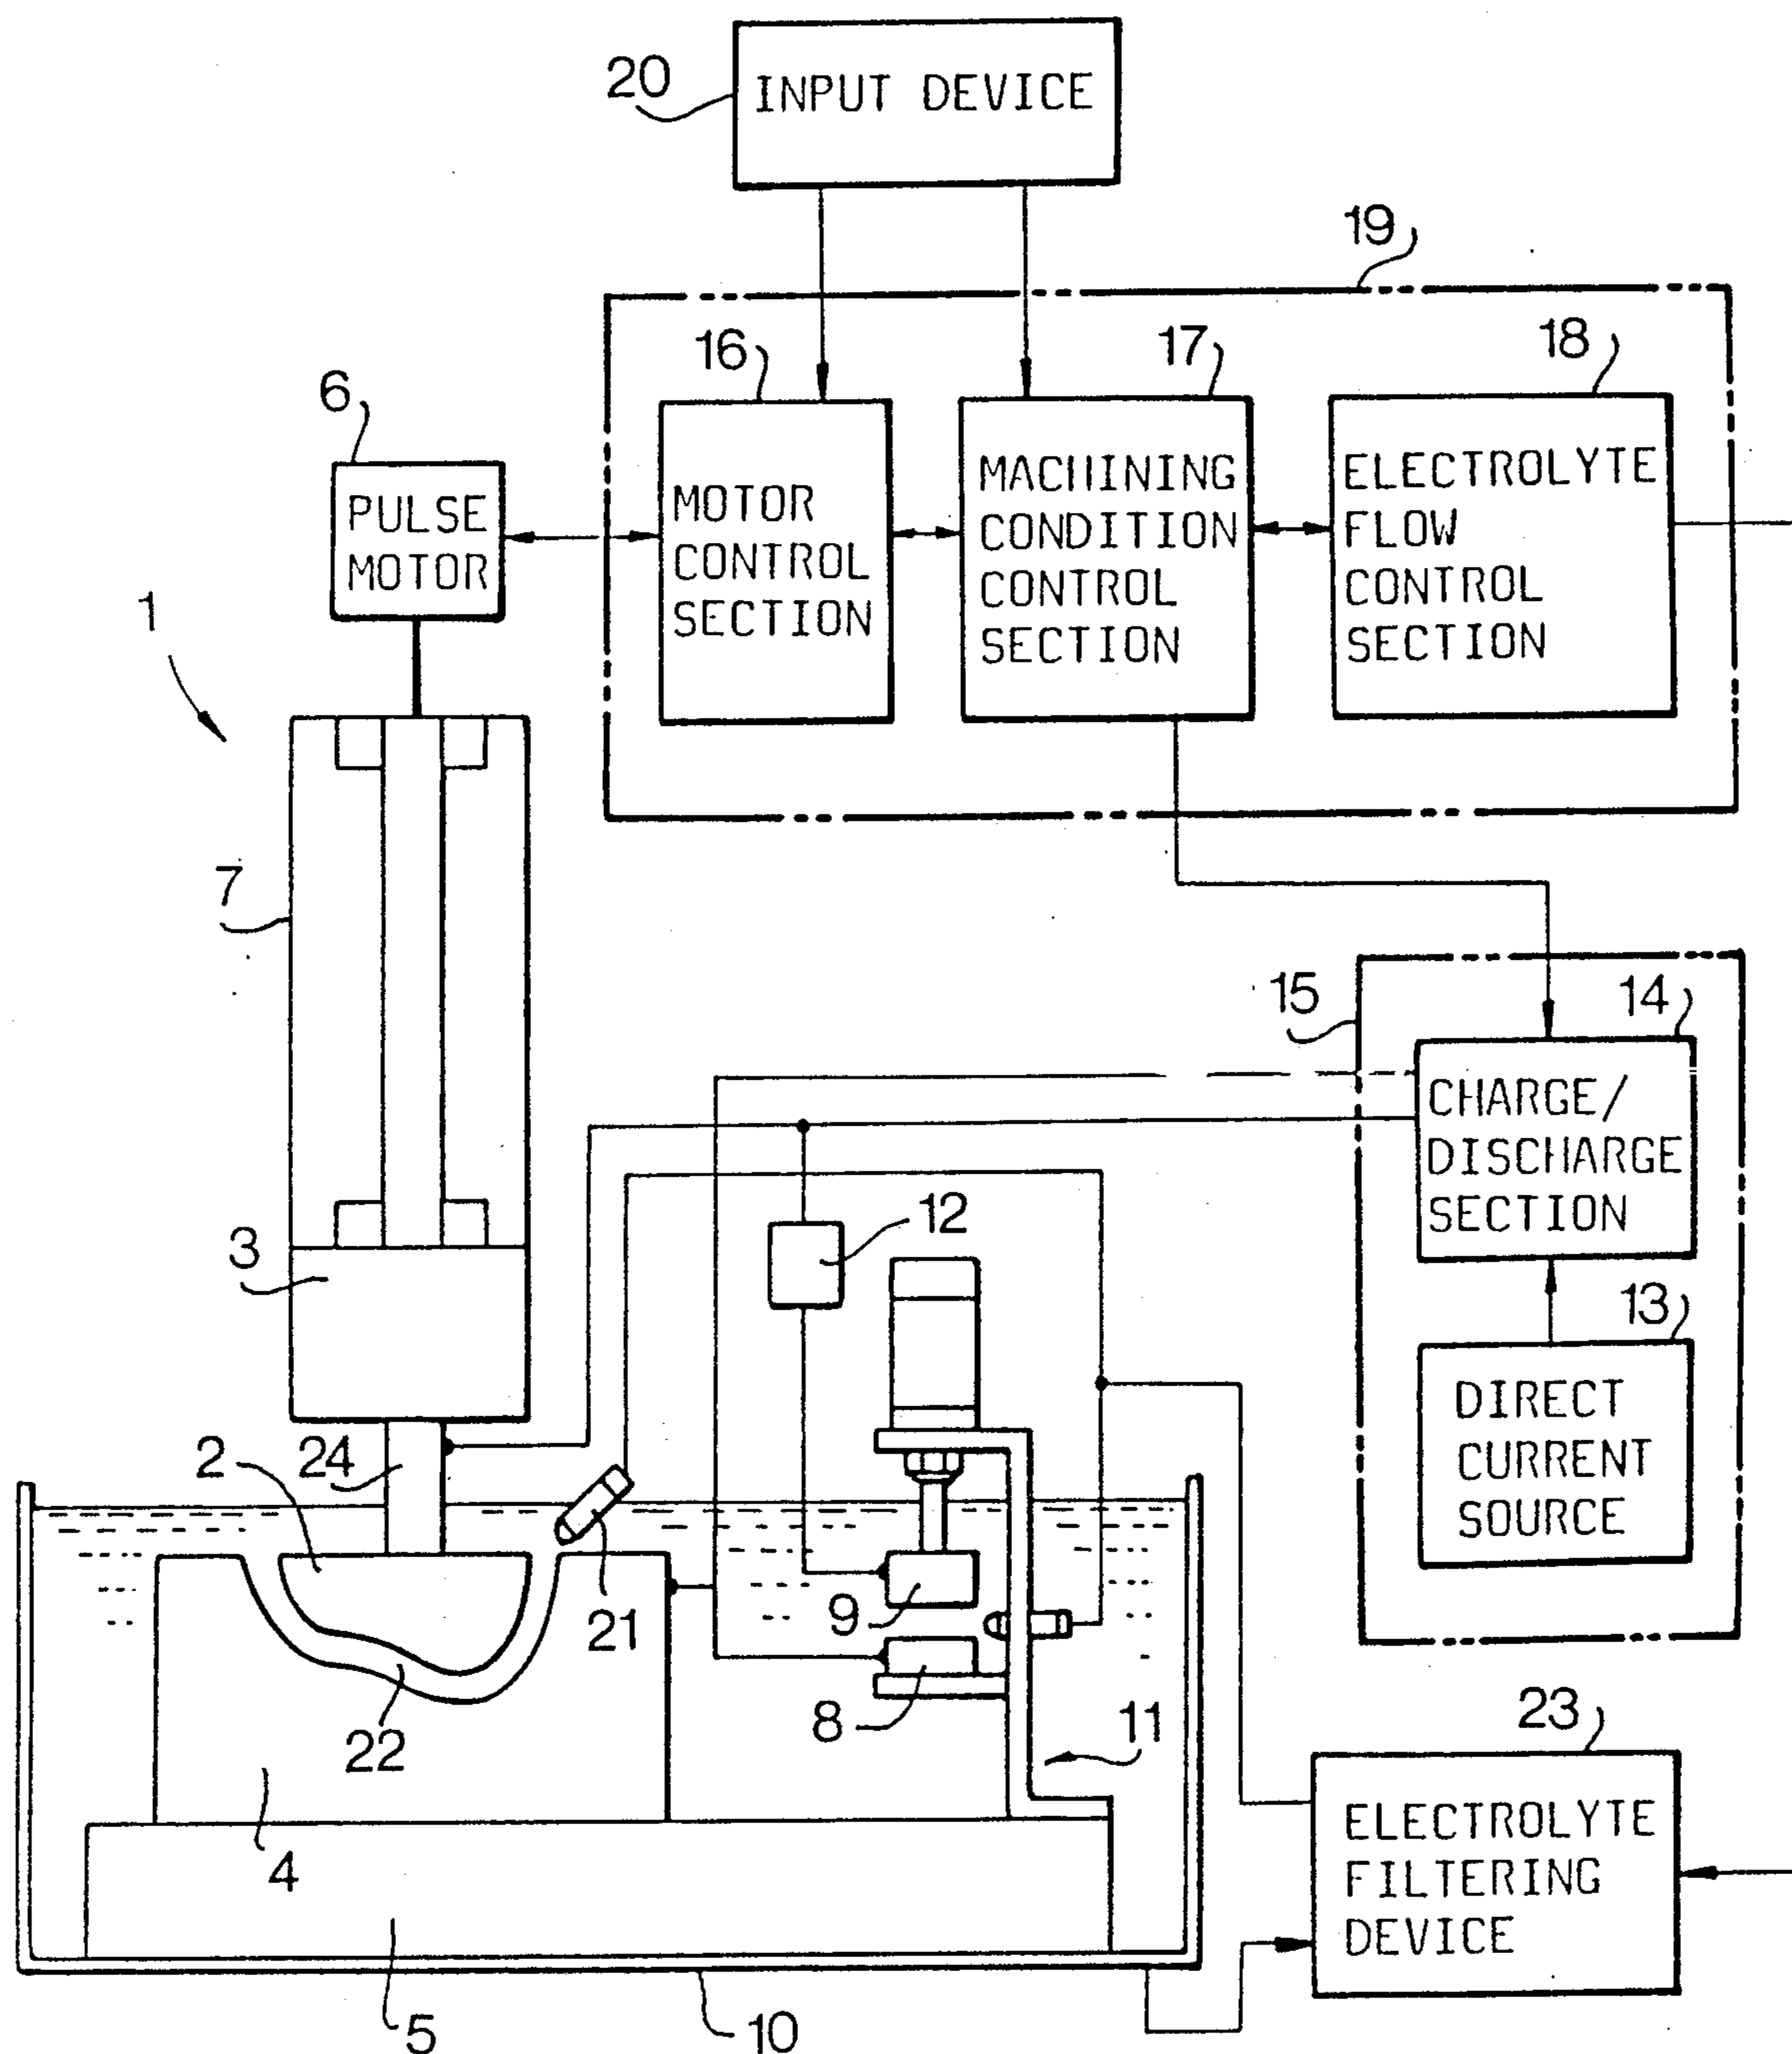 20
INPUT DEVICE
19
16
17
18
6
PULSE
MOTOR
MOTOR
CONTROL
SECTION
MACHINING
CONDITION
CONTROL
SECTION
ELECTROLYTE
FLOW
CONTROL
SECTION
1
7
15
14
CHARGE/
DISCHARGE
SECTION
12
3
13
DIRECT
CURRENT
SOURCE
2
24
21
9
22
8
11
23
ELECTROLYTE
FILTERING
DEVICE
4
5
10